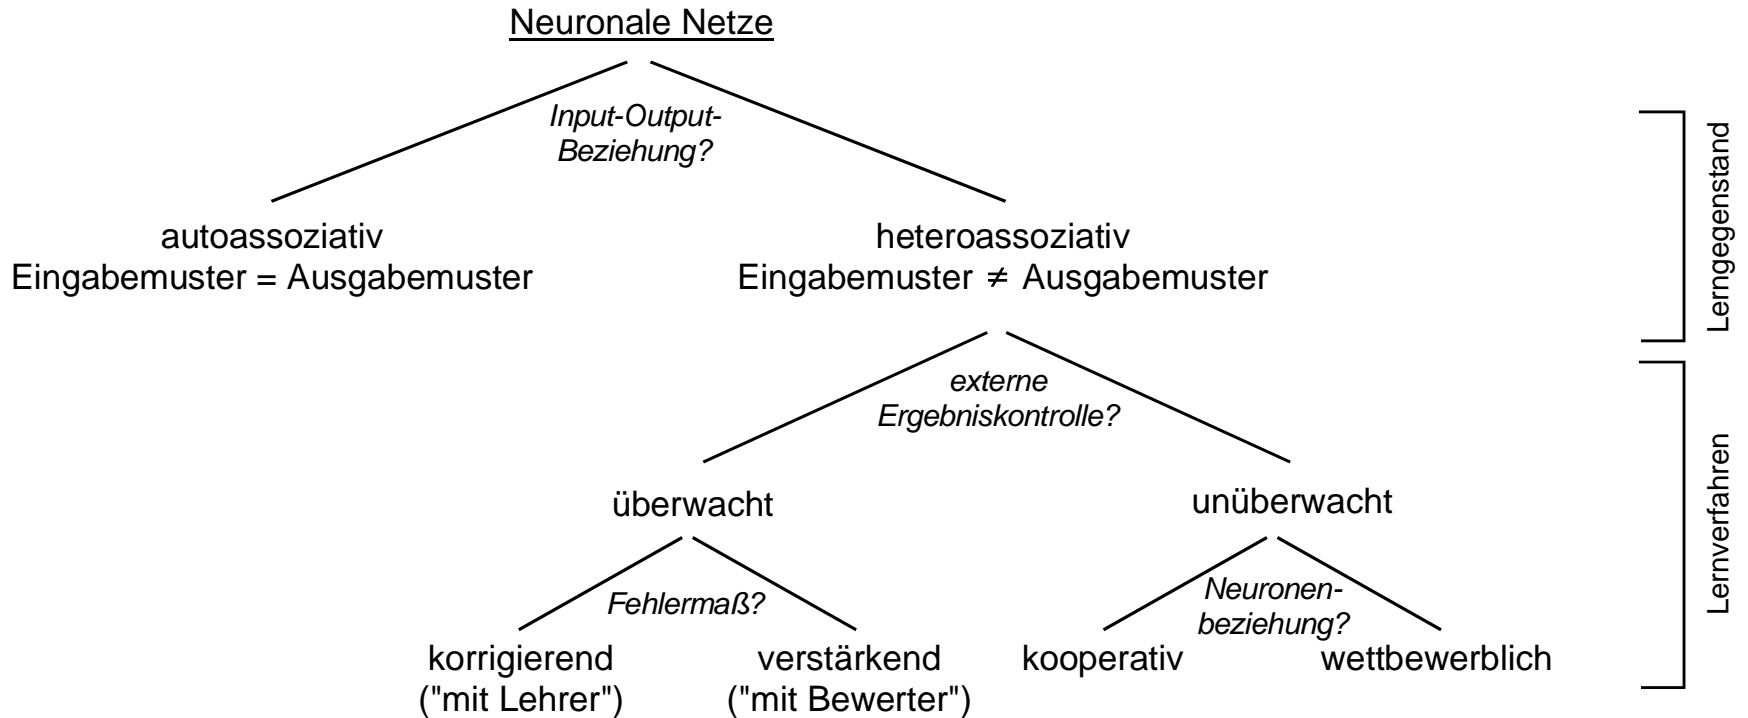 Neuronale Netze
Input-Output-
Beziehung?
autoassoziativ
Eingabemuster = Ausgabemuster
heteroassoziativ
Eingabemuster ≠ Ausgabemuster
Lerngegenstand
externe
Ergebniskontrolle?
überwacht
unüberwacht
Fehlermaß?
Neuronen-
beziehung?
korrigierend
("mit Lehrer")
verstärkend
("mit Bewerter")
kooperativ
wettbewerblich
Lernverfahren